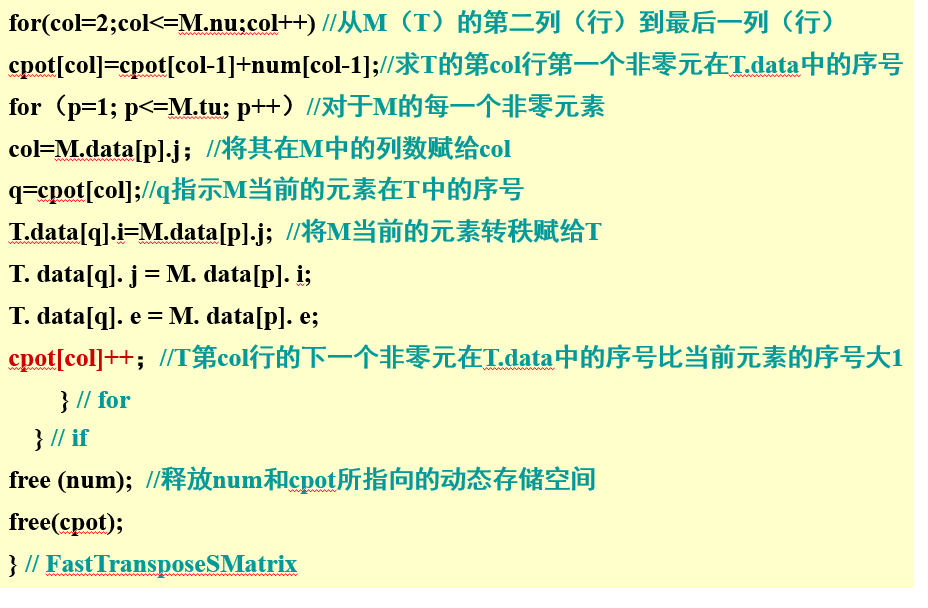 for(col=2;col<=M.nu;col++) //从M（T）的第二列（行）到最后一列（行）
cpot[col]=cpot[col-1]+num[col-1];//求T的第col行第一个非零元在T.data中的序号
for（p=1; p<=M.tu; p++）//对于M的每一个非零元素
col=M.data[p].j；//将其在M中的列数赋给col
q=cpot[col];//q指示M当前的元素在T中的序号
T.data[q].i=M.data[p].j; //将M当前的元素转秩赋给T
T. data[q]. j = M. data[p]. i;
T. data[q]. e = M. data[p]. e;
cpot[col]++；//T第col行的下一个非零元在T.data中的序号比当前元素的序号大1
} // for
} // if
free (num); //释放num和cpot所指向的动态存储空间
free(cpot);
} // FastTransposeSMatrix